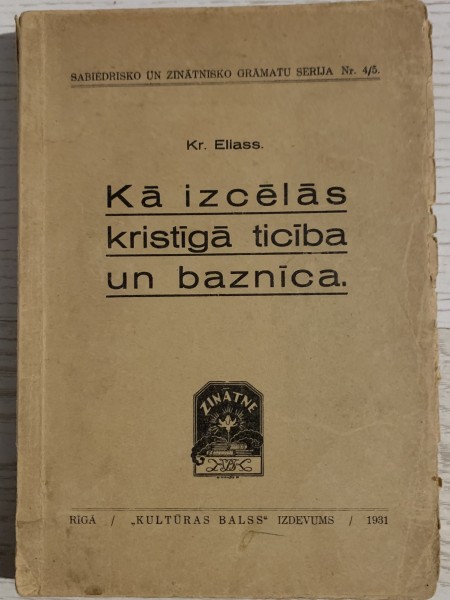 SABIEDRISKO UN ZINĀTNISKO GRĀMATU SERIJA Nr. 4/5.
Kr. Eliass.
Kā izcēlās
kristīgā ticība
un baznīca.
ZINĀTNE
RĪGĀ / „KULTŪRAS BALSS“ IZDEVUMS / 1931